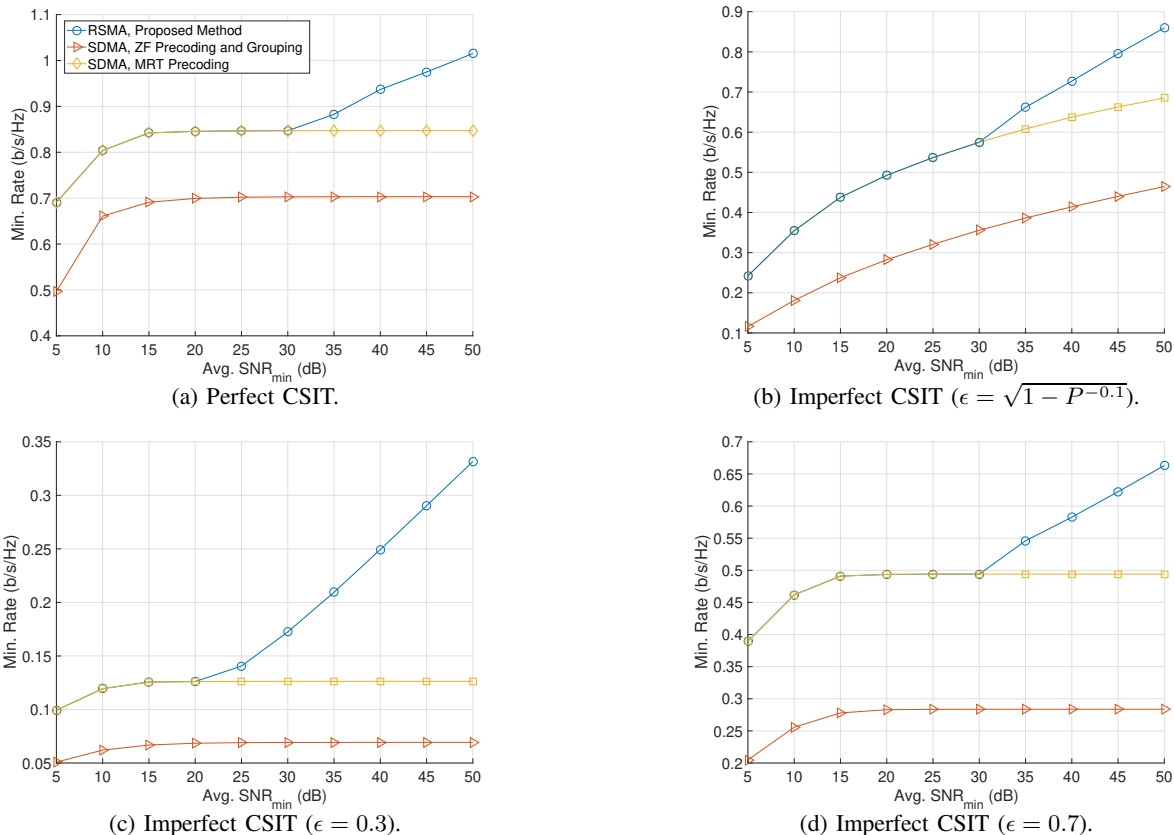 1.1
1
0.9
0.8
0.7
0.6
0.5
0.4
Min. Rate (b/s/Hz)
RSMA, Proposed Method
SDMA, ZF Precoding and Grouping
SDMA, MRT Precoding
5 10 15 20 25 30 35 40 45 50
Avg. SNR_min (dB)
(a) Perfect CSIT.
0.9
0.8
0.7
0.6
0.5
0.4
0.3
0.2
0.1
Min. Rate (b/s/Hz)
5 10 15 20 25 30 35 40 45 50
Avg. SNR_min (dB)
(b) Imperfect CSIT (ϵ = √(1 − P^−0.1)).
0.35
0.3
0.25
0.2
0.15
0.1
0.05
Min. Rate (b/s/Hz)
5 10 15 20 25 30 35 40 45 50
Avg. SNR_min (dB)
(c) Imperfect CSIT (ϵ = 0.3).
0.7
0.65
0.6
0.55
0.5
0.45
0.4
0.35
0.3
0.25
0.2
Min. Rate (b/s/Hz)
5 10 15 20 25 30 35 40 45 50
Avg. SNR_min (dB)
(d) Imperfect CSIT (ϵ = 0.7).